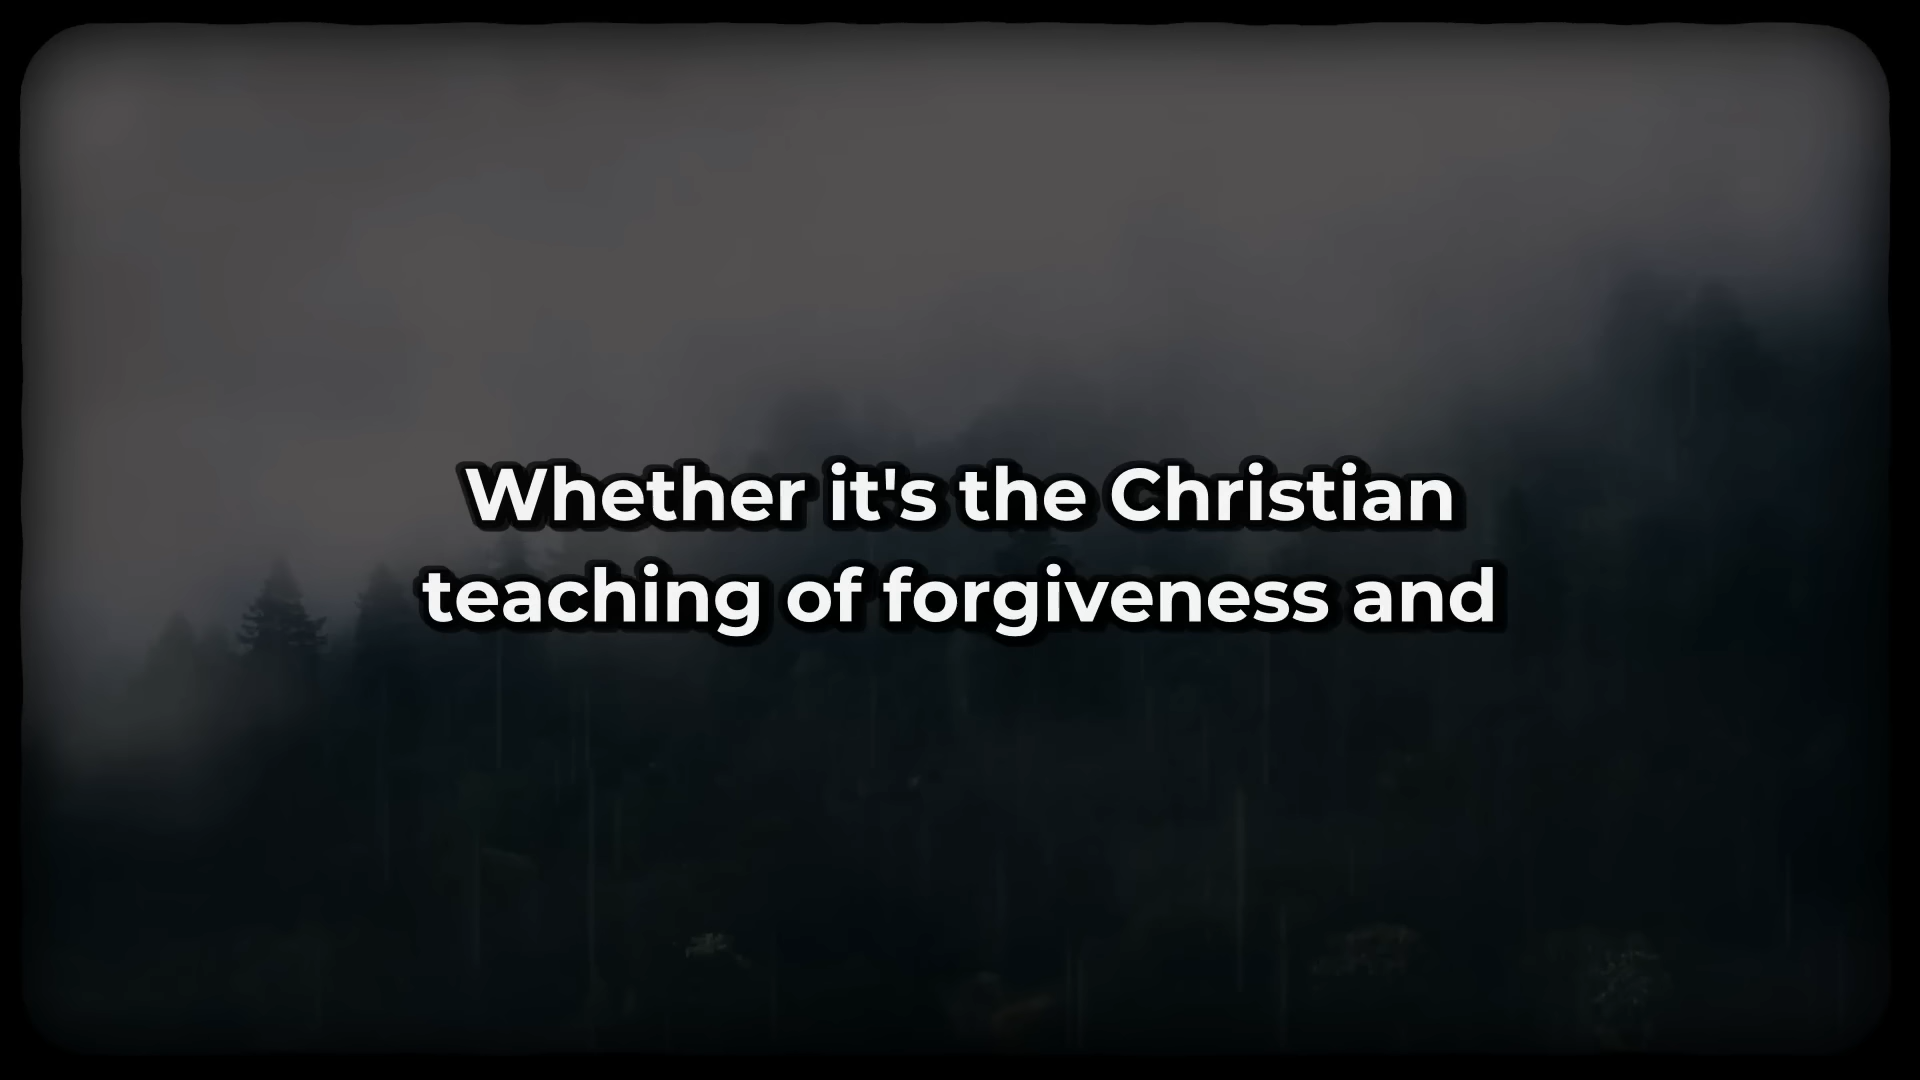 Whether it's the Christian
teaching of forgiveness and